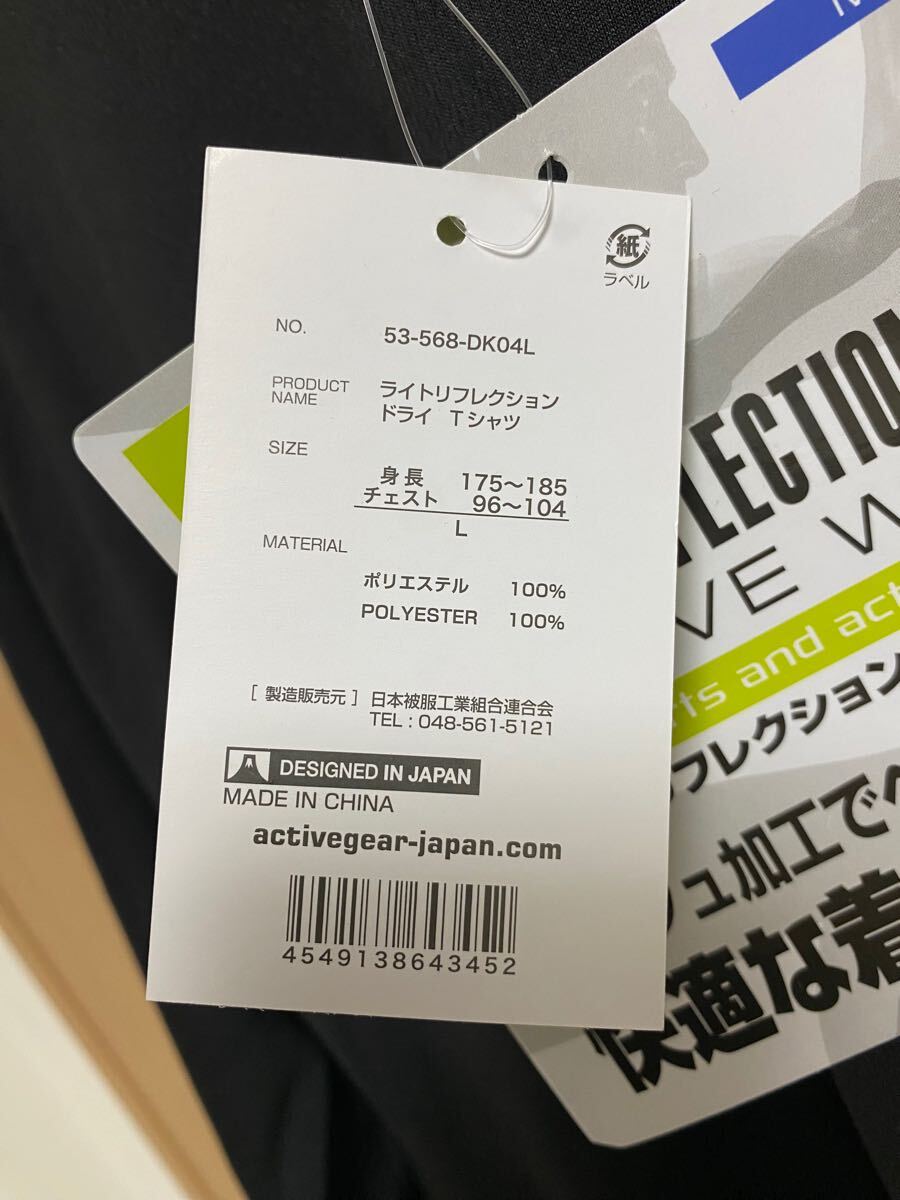 紙
ラベル
NO. 53-568-DK04L
PRODUCT NAME ライトリフレクション
ドライ Tシャツ
SIZE
身長 175〜185
チェスト 96〜104
L
MATERIAL
ポリエステル 100%
POLYESTER 100%
[ 製造販売元 ] 日本被服工業組合連合会
TEL : 048-561-5121
DESIGNED IN JAPAN
MADE IN CHINA
activegear-japan.com
4549138643452
LECTION
VE W
rts and act
フレクション
ュ加工でべ
快適な着